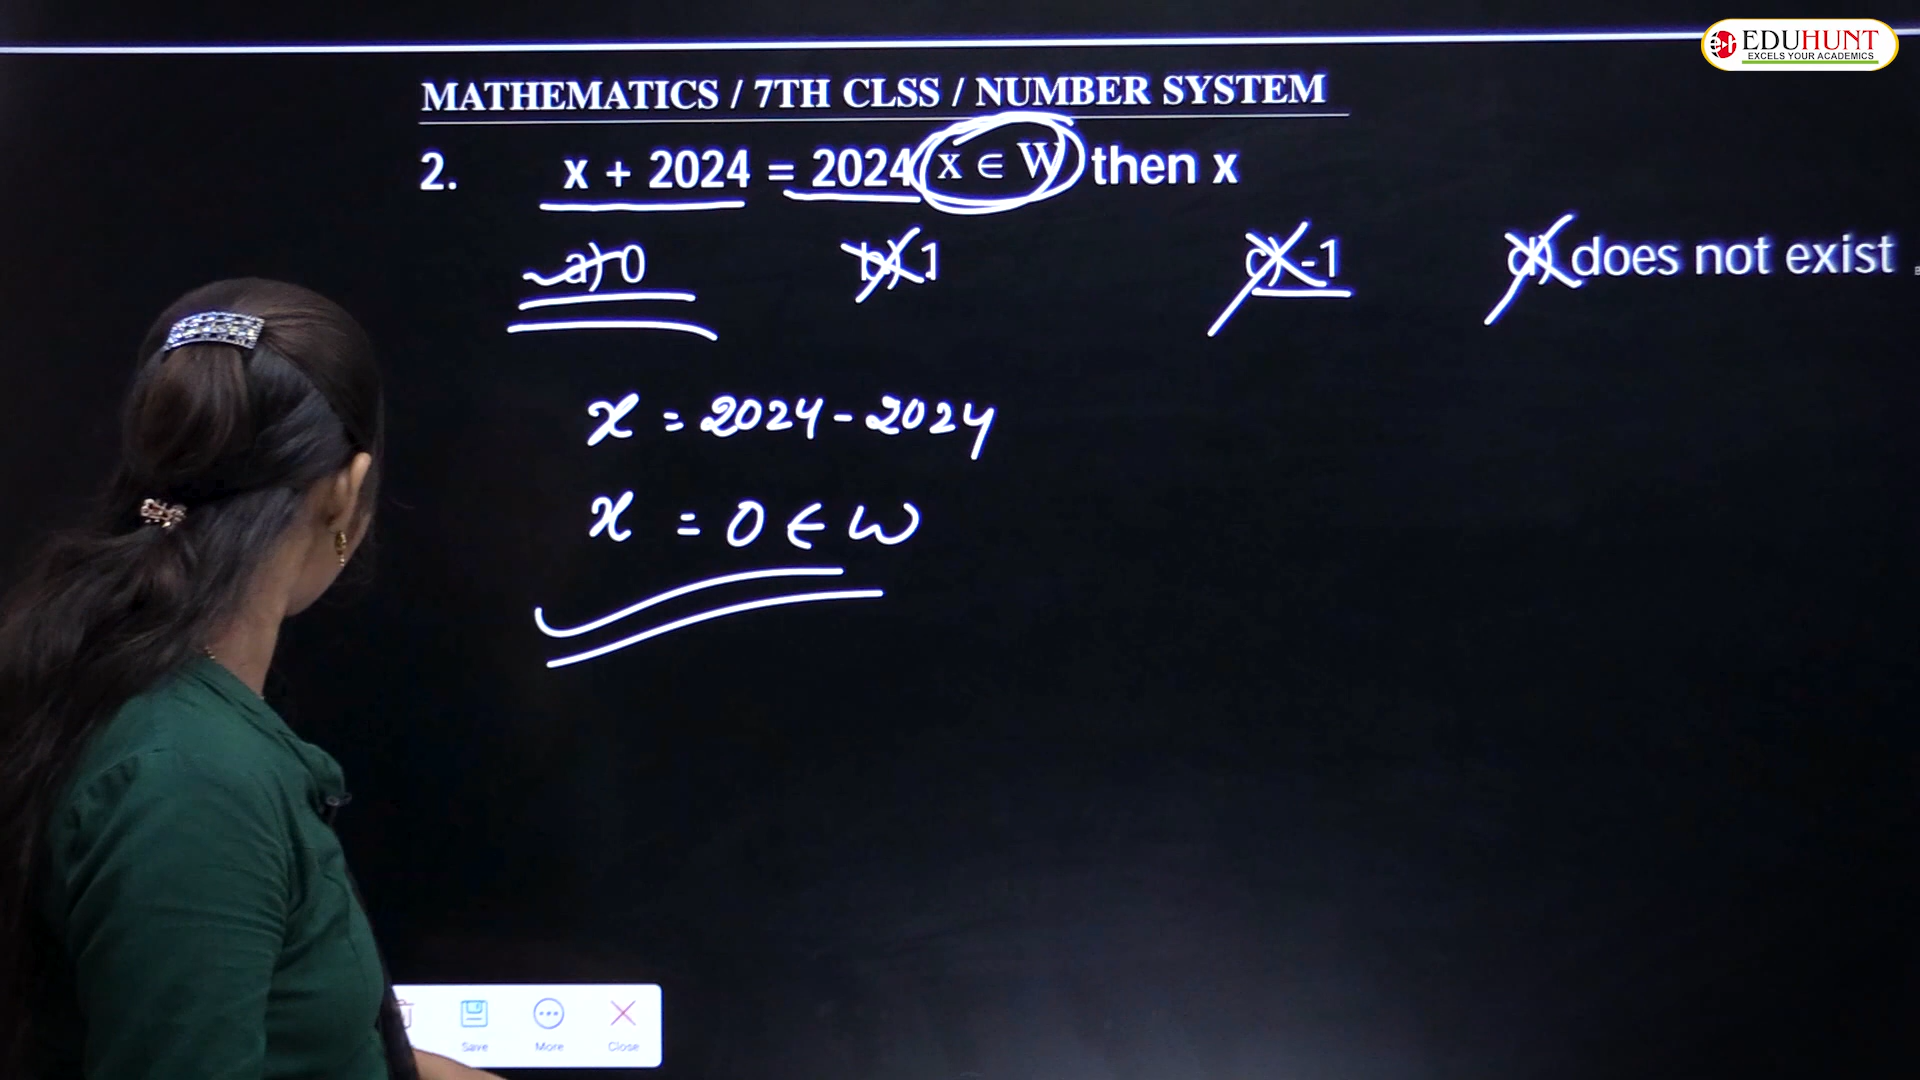 EDUHUNT
EXCELS YOUR ACADEMICS
MATHEMATICS / 7TH CLSS / NUMBER SYSTEM
2. x + 2024 = 2024 x ∈ W then x
a) 0 b) 1 c) -1 d) does not exist
x = 2024 - 2024
x = 0 ∈ W
Save More Close